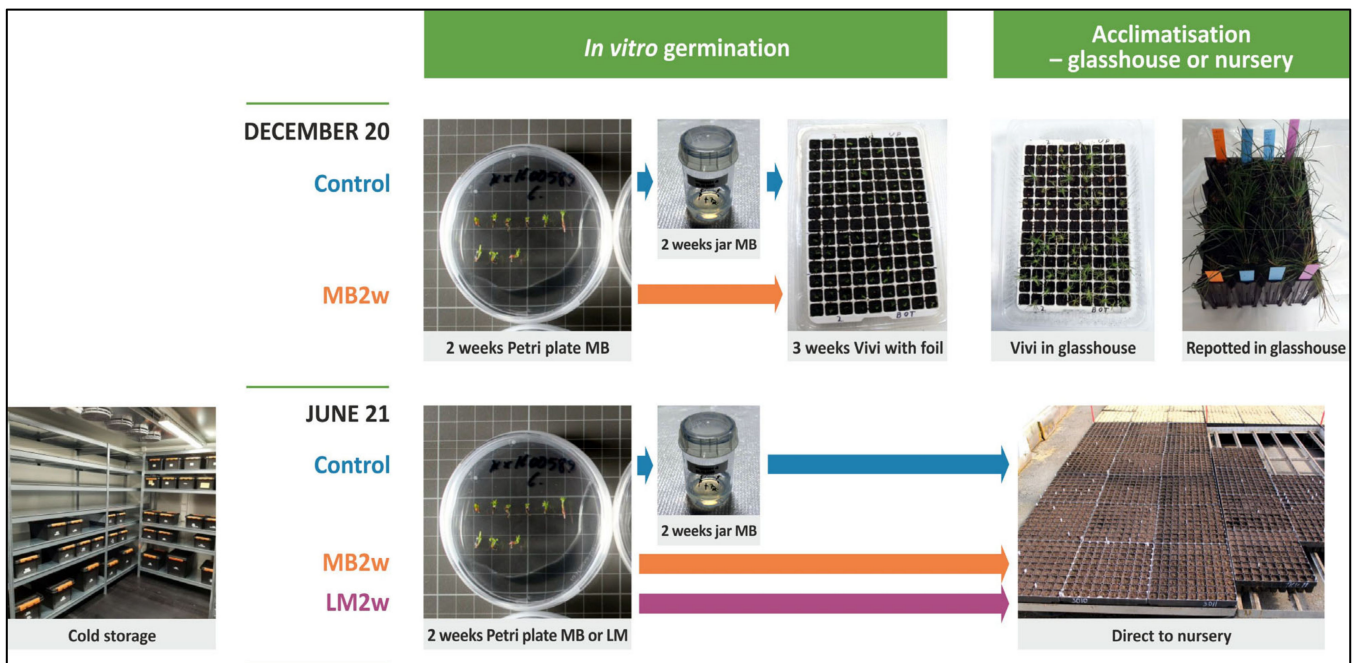 In vitro germination
Acclimatisation
– glasshouse or nursery
DECEMBER 20
Control
MB2w
2 weeks Petri plate MB
2 weeks jar MB
3 weeks Vivi with foil
2
BOT
Vivi in glasshouse
Repotted in glasshouse
JUNE 21
Control
MB2w
LM2w
Cold storage
2 weeks Petri plate MB or LM
2 weeks jar MB
Direct to nursery